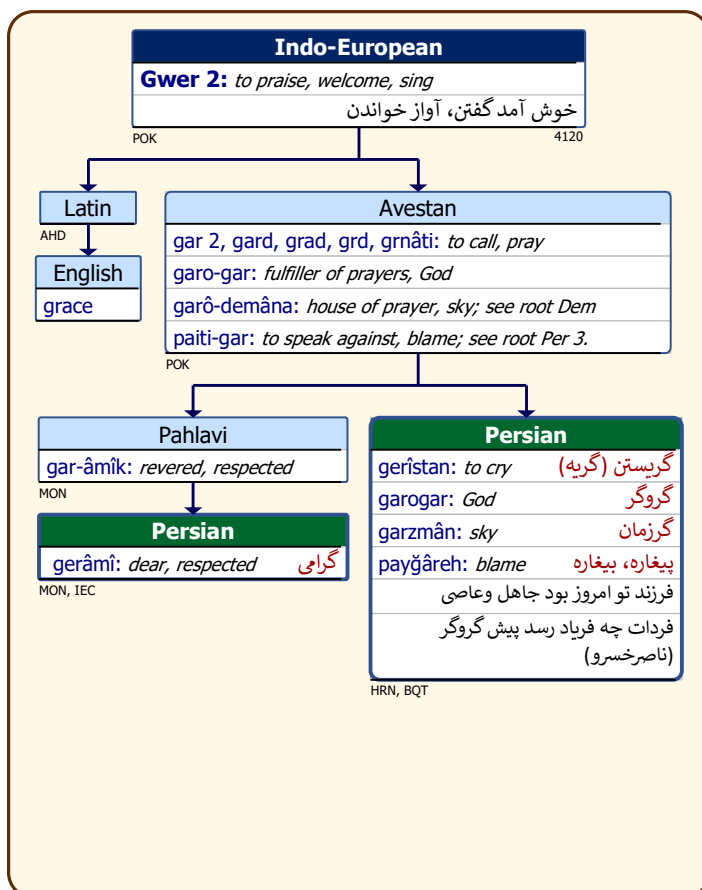 Indo-European
Gwer 2: to praise, welcome, sing
خوش آمد گفتن، آواز خواندن
POK 4120
Latin
AHD
English
grace
Avestan
gar 2, gard, grad, grd, grnâti: to call, pray
garo-gar: fulfiller of prayers, God
garô-demâna: house of prayer, sky; see root Dem
paiti-gar: to speak against, blame; see root Per 3.
POK
Pahlavi
gar-âmîk: revered, respected
MON
Persian
gerâmî: dear, respected گرامی
MON, IEC
Persian
gerîstan: to cry گریستن (گریه)
garogar: God گروگر
garzmân: sky گرزمان
payğâreh: blame پیغاره، بیغاره
فرزند تو امروز بود جاهل وعاصی
فردات چه فریاد رسد پیش گروگر
(ناصرخسرو)
HRN, BQT